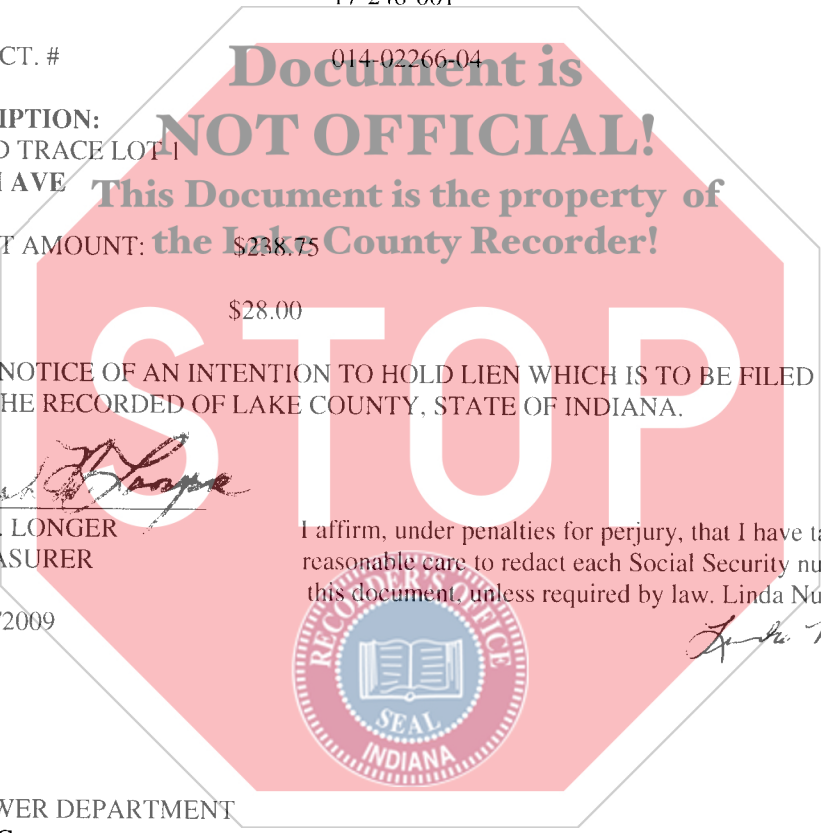 CT. # 014-02266-04
Document is
IPTION:
NOT OFFICIAL!
D TRACE LOT 1
AVE
This Document is the property of
T AMOUNT: $238.75
the Lake County Recorder!
$28.00
STOP
NOTICE OF AN INTENTION TO HOLD LIEN WHICH IS TO BE FILED
HE RECORDED OF LAKE COUNTY, STATE OF INDIANA.
. LONGER
ASURER
I affirm, under penalties for perjury, that I have ta
reasonable care to redact each Social Security nu
this document, unless required by law. Linda Nu
/2009
RECORDER'S OFFICE
SEAL
INDIANA
WER DEPARTMENT